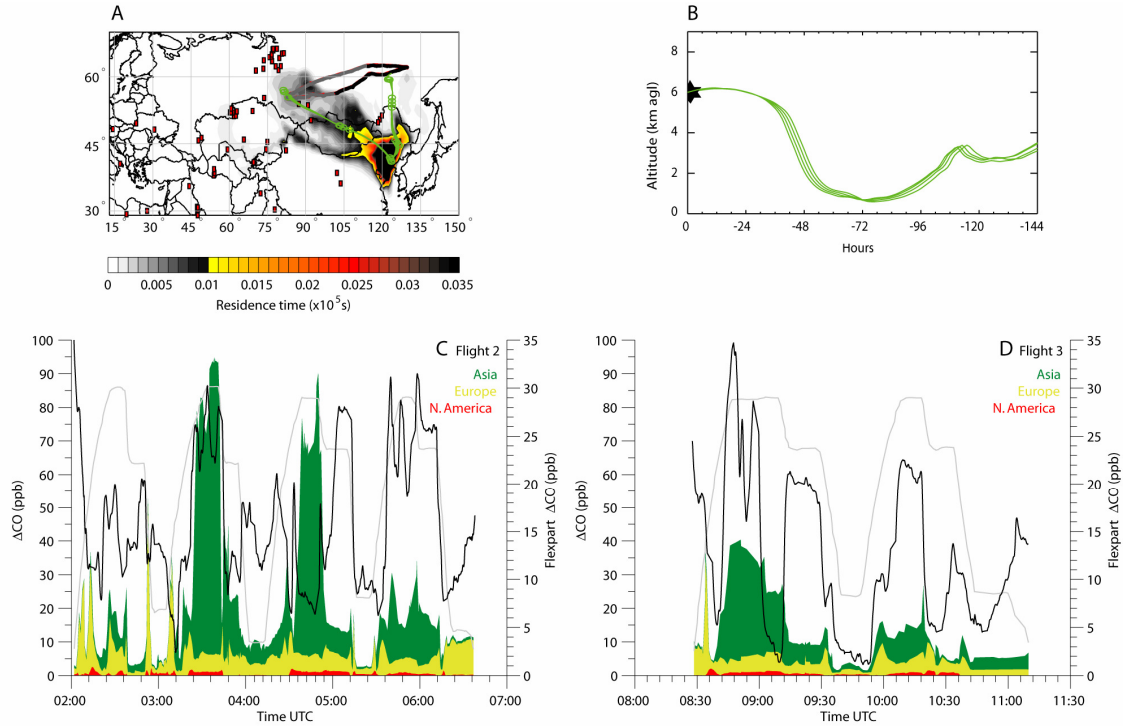 A
60
45
30
15 30 45 60 75 90 105 120 135 150
0 0.005 0.01 0.015 0.02 0.025 0.03 0.035
Residence time (x10⁵s)
B
8
6
4
2
0
Altitude (km agl)
0 -24 -48 -72 -96 -120 -144
Hours
C Flight 2
Asia
Europe
N. America
100
90
80
70
60
50
40
30
20
10
0
ΔCO (ppb)
35
30
25
20
15
10
5
0
Flexpart ΔCO (ppb)
02:00 03:00 04:00 05:00 06:00 07:00
Time UTC
D Flight 3
Asia
Europe
N. America
100
90
80
70
60
50
40
30
20
10
0
ΔCO (ppb)
35
30
25
20
15
10
5
0
Flexpart ΔCO (ppb)
08:00 08:30 09:00 09:30 10:00 10:30 11:00 11:30
Time UTC